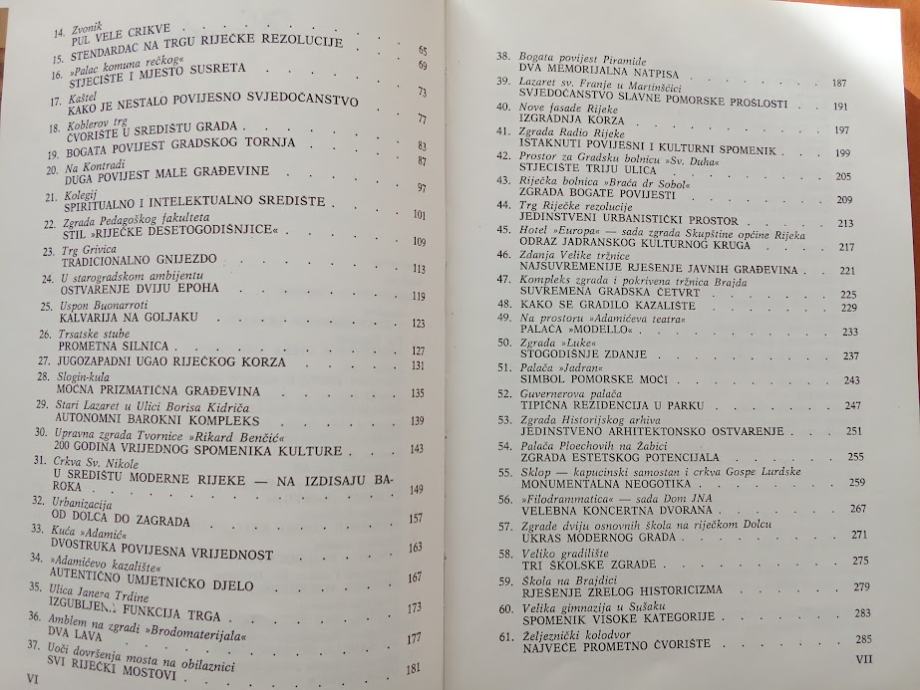 14. Zvonik
PUL VELE CRIKVE . . . . . . . 65
15. STENDARDAC NA TRGU RIJEČKE REZOLUCIJE 69
16. »Palac komuna rečkog«
STJECIŠTE I MJESTO SUSRETA . . . . . 73
17. Kaštel
KAKO JE NESTALO POVIJESNO SVJEDOČANSTVO 77
18. Koblerov trg
ČVORIŠTE U SREDIŠTU GRADA . . . . . 83
19. BOGATA POVIJEST GRADSKOG TORNJA . . . 87
20. Na Kontradi
DUGA POVIJEST MALE GRAĐEVINE . . . . 97
21. Kolegij
SPIRITUALNO I INTELEKTUALNO SREDIŠTE . . . 101
22. Zgrada Pedagoškog fakulteta
STIL »RIJEČKE DESETOGODIŠNJICE« . . . . 109
23. Trg Grivica
TRADICIONALNO GNIJEZDO . . . . . . 113
24. U starogradskom ambijentu
OSTVARENJE DVIJU EPOHA . . . . . . 119
25. Uspon Buonarroti
KALVARIJA NA GOLJAKU . . . . . . 123
26. Trsatske stube
PROMETNA SILNICA . . . . . . . 127
27. JUGOZAPADNI UGAO RIJEČKOG KORZA . . . . 131
28. Slogin-kula
MOĆNA PRIZMATIČNA GRAĐEVINA . . . . . 135
29. Stari Lazaret u Ulici Borisa Kidriča
AUTONOMNI BAROKNI KOMPLEKS . . . . . 139
30. Upravna zgrada Tvornice »Rikard Benčić«
200 GODINA VRIJEDNOG SPOMENIKA KULTURE . . 143
31. Crkva Sv. Nikole
U SREDIŠTU MODERNE RIJEKE — NA IZDISAJU BA-
ROKA . . . . . . . . . 149
32. Urbanizacija
OD DOLCA DO ZAGRADA . . . . . . 157
33. Kuća »Adamić«
DVOSTRUKA POVIJESNA VRIJEDNOST . . . . 163
34. »Adamićevo kazalište«
AUTENTIČNO UMJETNIČKO DJELO . . . . . 167
35. Ulica Janeza Trdine
IZGUBLJENA FUNKCIJA TRGA . . . . . . 173
36. Amblem na zgradi »Brodomaterijala«
DVA LAVA . . . . . . . . 177
37. Uoči dovršenja mosta na obilaznici
SVI RIJEČKI MOSTOVI . . . . . . . 181
VI
38. Bogata povijest Piramide
DVA MEMORIJALNA NATPISA . . . . . . 187
39. Lazaret sv. Franje u Martinšćici
SVJEDOČANSTVO SLAVNE POMORSKE PROŠLOSTI . . 191
40. Nove fasade Rijeke
IZGRADNJA KORZA . . . . . . . 197
41. Zgrada Radio Rijeke
ISTAKNUTI POVIJESNI I KULTURNI SPOMENIK . . . 199
42. Prostor za Gradsku bolnicu »Sv. Duha«
STJECIŠTE TRIJU ULICA . . . . . . 205
43. Riječka bolnica »Braća dr Sobol«
ZGRADA BOGATE POVIJESTI . . . . . . 209
44. Trg Riječke rezolucije
JEDINSTVENI URBANISTIČKI PROSTOR . . . . 213
45. Hotel »Europa« — sada zgrada Skupštine općine Rijeka
ODRAZ JADRANSKOG KULTURNOG KRUGA . . . 217
46. Zdanja Velike tržnice
NAJSUVREMENIJE RJEŠENJE JAVNIH GRAĐEVINA . . 221
47. Kompleks zgrada i pokrivena tržnica Brajda
SUVREMENA GRADSKA ČETVRT . . . . . 225
48. KAKO SE GRADILO KAZALIŠTE . . . . . 229
49. Na prostoru »Adamićeva teatra«
PALAČA »MODELLO« . . . . . . . 233
50. Zgrada »Luke«
STOGODIŠNJE ZDANJE . . . . . . . 237
51. Palača »Jadran«
SIMBOL POMORSKE MOĆI . . . . . . 243
52. Guvernerova palača
TIPIČNA REZIDENCIJA U PARKU . . . . . 247
53. Zgrada Historijskog arhiva
JEDINSTVENO ARHITEKTONSKO OSTVARENJE . . . 251
54. Palača Ploechovih na Žabici
ZGRADA ESTETSKOG POTENCIJALA . . . . . 255
55. Sklop — kapucinski samostan i crkva Gospe Lurdske
MONUMENTALNA NEOGOTIKA . . . . . . 259
56. »Filodrammatica« — sada Dom JNA
VELEBNA KONCERTNA DVORANA . . . . . 267
57. Zgrade dviju osnovnih škola na riječkom Dolcu
UKRAS MODERNOG GRADA . . . . . . 271
58. Veliko gradilište
TRI ŠKOLSKE ZGRADE . . . . . . . 275
59. Škola na Brajdici
RJEŠENJE ZRELOG HISTORICIZMA . . . . . 279
60. Velika gimnazija u Sušaku
SPOMENIK VISOKE KATEGORIJE . . . . . 283
61. Željeznički kolodvor
NAJVEĆE PROMETNO ČVORIŠTE . . . . . 285
VII